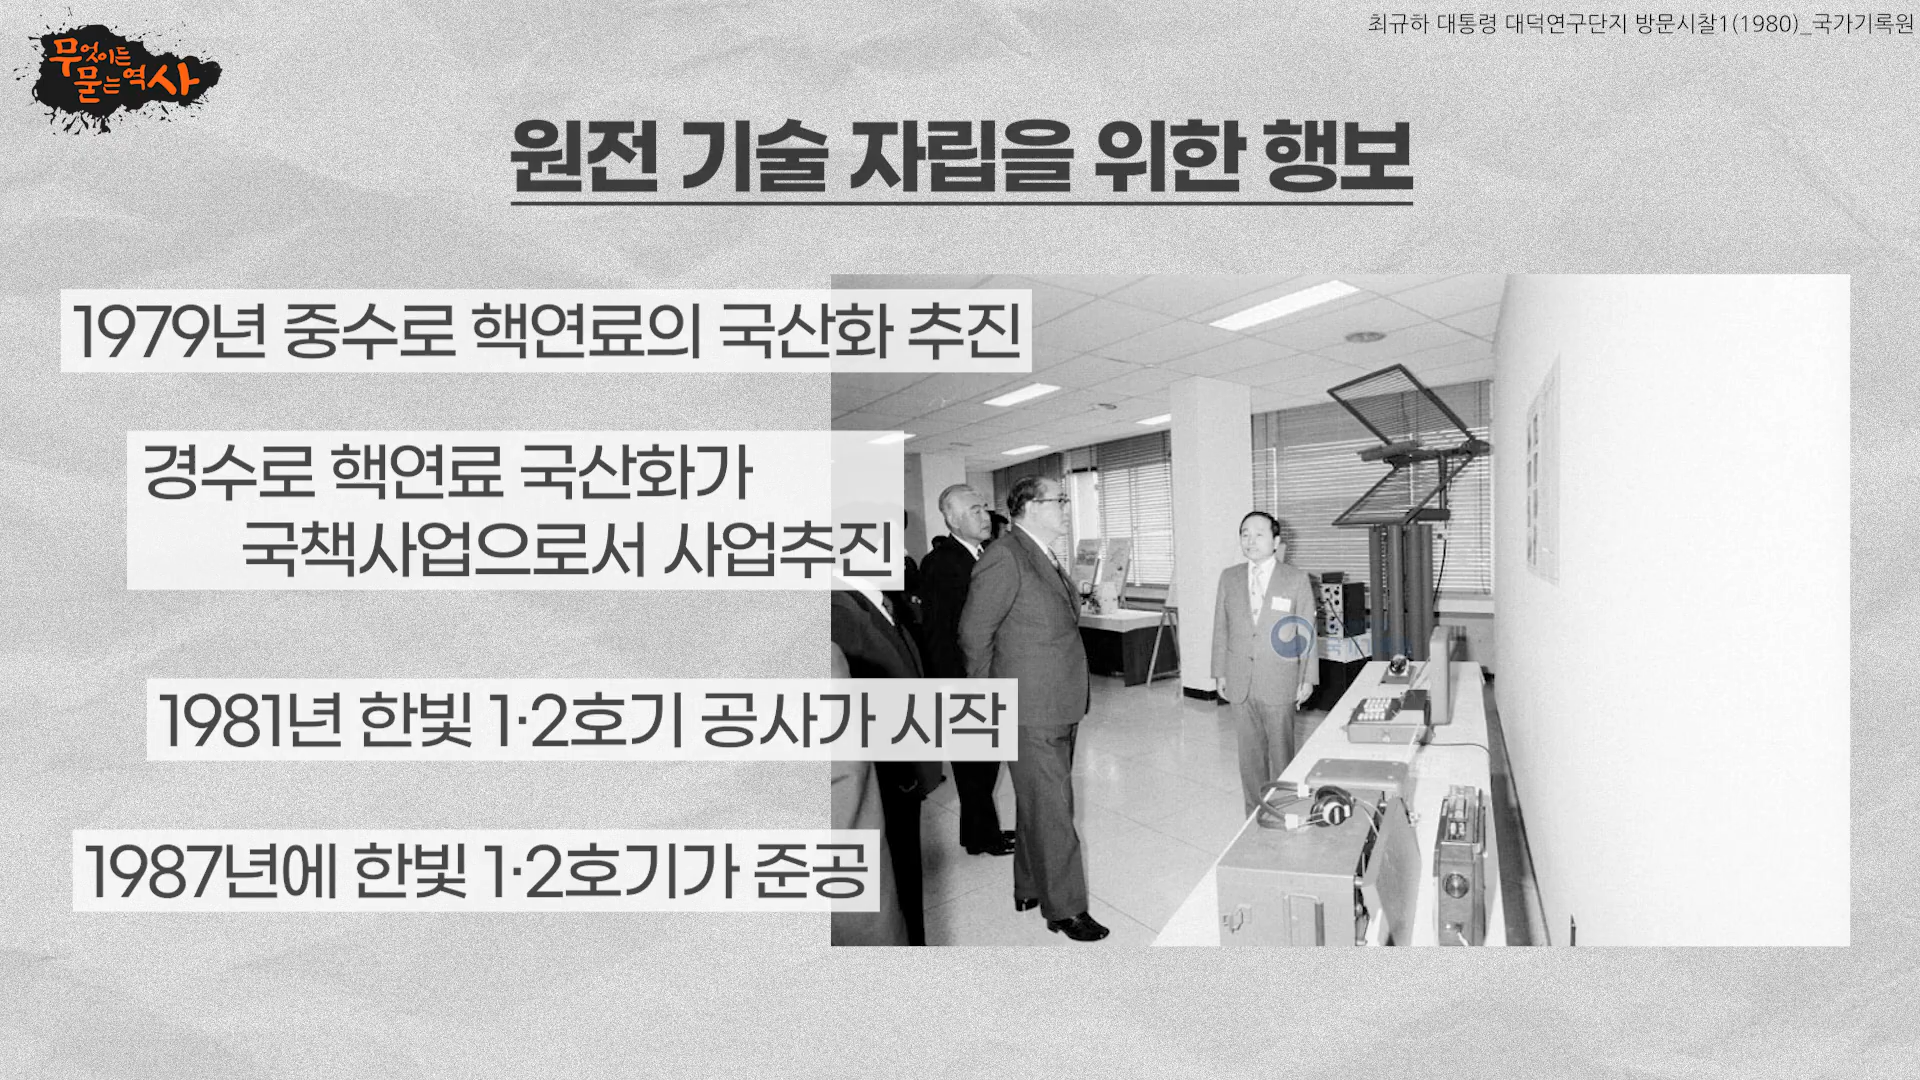 무엇이든
묻는 역사
최규하 대통령 대덕연구단지 방문시찰1(1980)_국가기록원
원전 기술 자립을 위한 행보
1979년 중수로 핵연료의 국산화 추진
경수로 핵연료 국산화가
국책사업으로서 사업추진
1981년 한빛 1·2호기 공사가 시작
1987년에 한빛 1·2호기가 준공